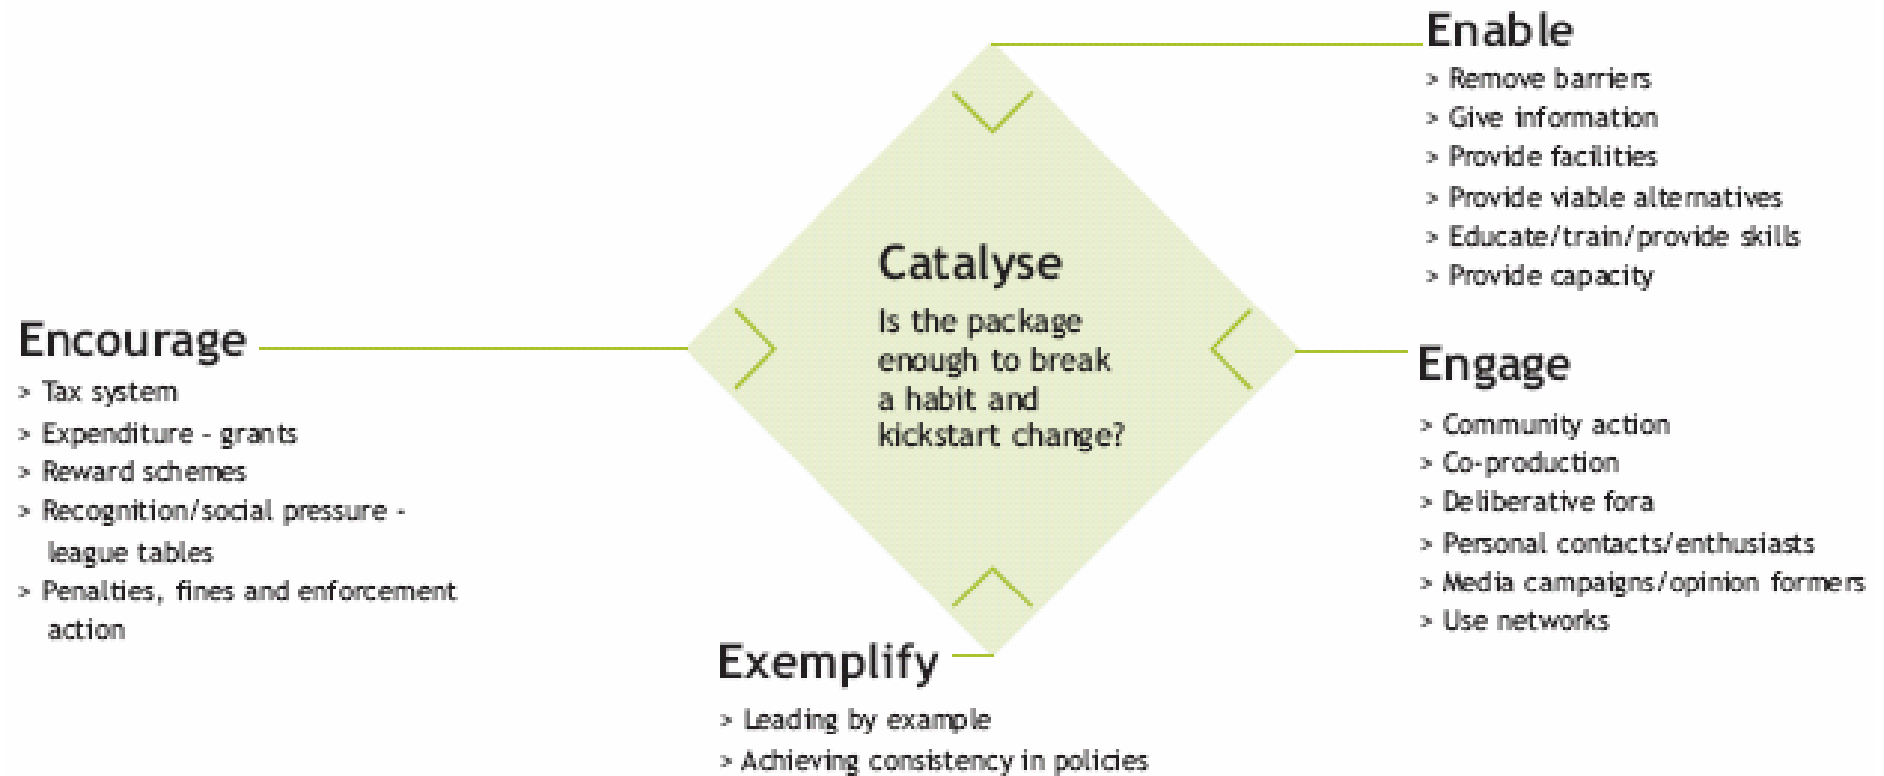 Enable
> Remove barriers
> Give information
> Provide facilities
> Provide viable alternatives
> Educate/train/provide skills
> Provide capacity
Catalyse
Is the package
enough to break
a habit and
kickstart change?
Encourage
> Tax system
> Expenditure - grants
> Reward schemes
> Recognition/social pressure -
league tables
> Penalties, fines and enforcement
action
Engage
> Community action
> Co-production
> Deliberative fora
> Personal contacts/enthusiasts
> Media campaigns/opinion formers
> Use networks
Exemplify
> Leading by example
> Achieving consistency in policies